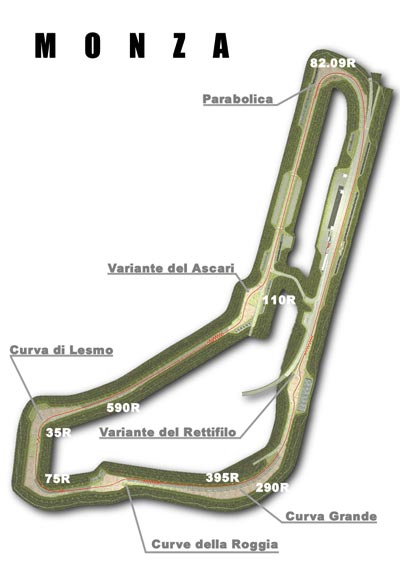 MONZA
82.09R
Parabolica
Variante del Ascari
110R
Curva di Lesmo
590R
35R
Variante del Rettifilo
75R
395R
290R
Curva Grande
Curve della Roggia